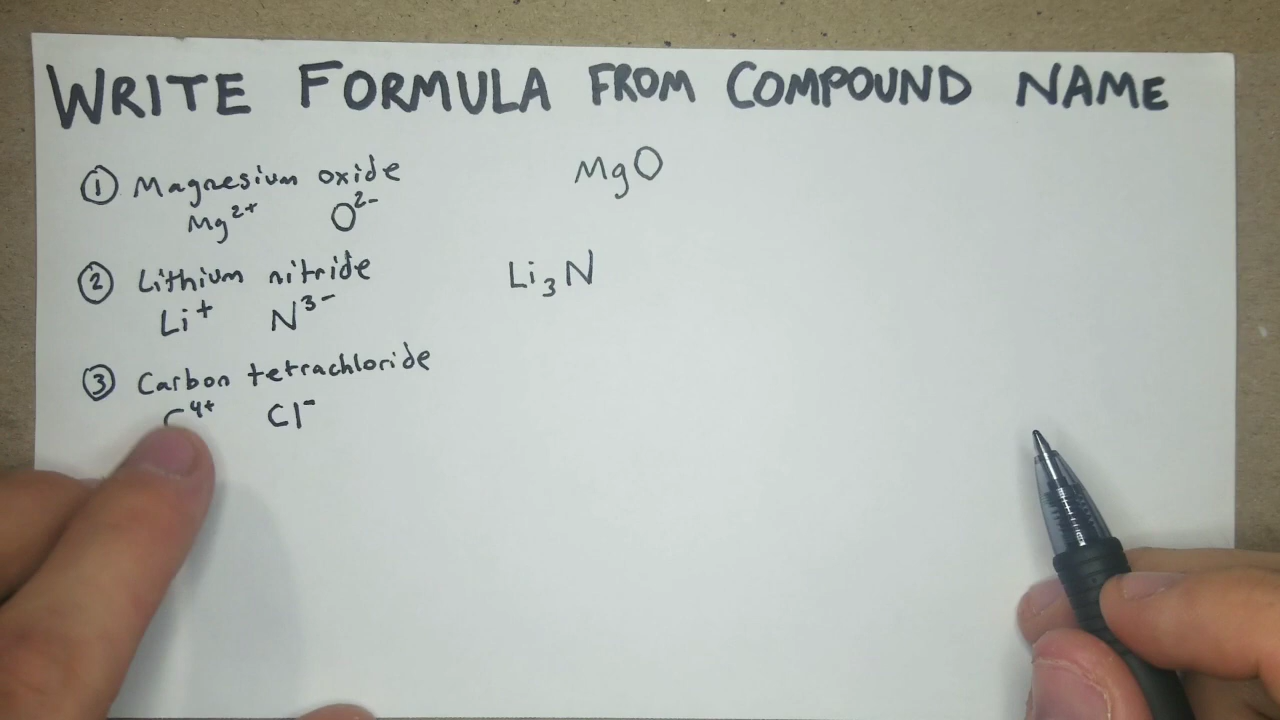 WRITE FORMULA FROM COMPOUND NAME
① Magnesium oxide MgO
Mg²⁺ O²⁻
② Lithium nitride Li₃N
Li⁺ N³⁻
③ Carbon tetrachloride
C⁴⁺ Cl⁻